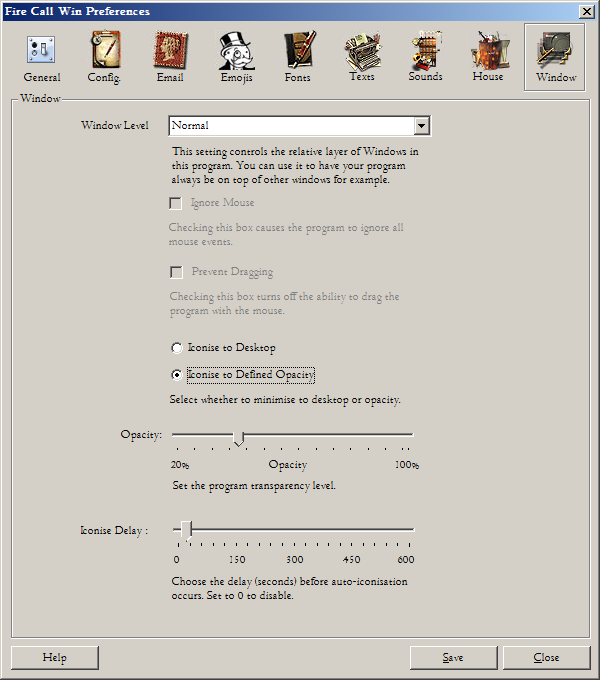 Fire Call Win Preferences
General Config. Email Emojis Fonts Texts Sounds House Window
Window
Window Level Normal
This setting controls the relative layer of Windows in
this program. You can use it to have your program
always be on top of other windows for example.
Ignore Mouse
Checking this box causes the program to ignore all
mouse events.
Prevent Dragging
Checking this box turns off the ability to drag the
program with the mouse.
Iconise to Desktop
Iconise to Defined Opacity
Select whether to minimise to desktop or opacity.
Opacity:
20% Opacity 100%
Set the program transparency level.
Iconise Delay :
0 150 300 450 600
Choose the delay (seconds) before auto-iconisation
occurs. Set to 0 to disable.
Help Save Close